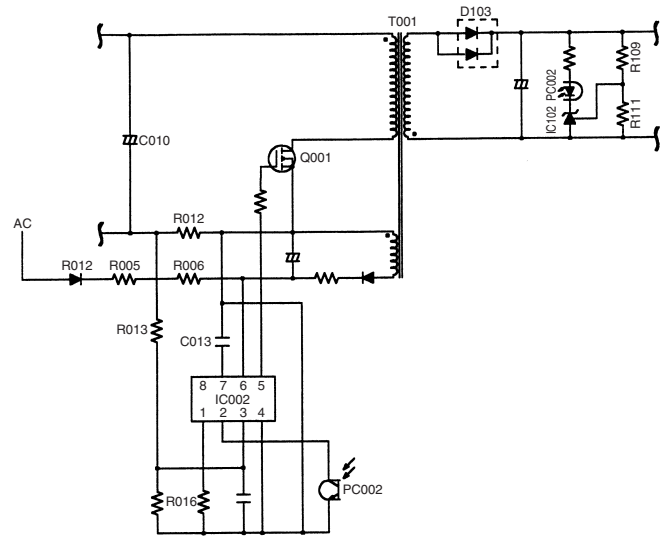 T001
D103
R109
PC002
IC102
R111
C010
Q001
AC
R012
R012
R005
R006
R013
C013
8 7 6 5
IC002
1 2 3 4
R016
PC002